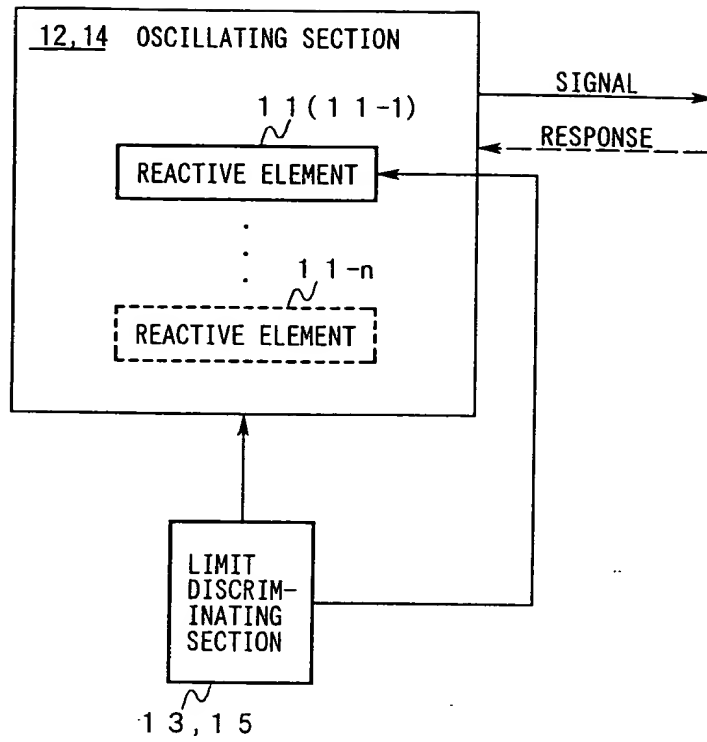 12,14 OSCILLATING SECTION
SIGNAL
11(11-1)
RESPONSE
REACTIVE ELEMENT
11-n
REACTIVE ELEMENT
LIMIT
DISCRIM-
INATING
SECTION
13,15